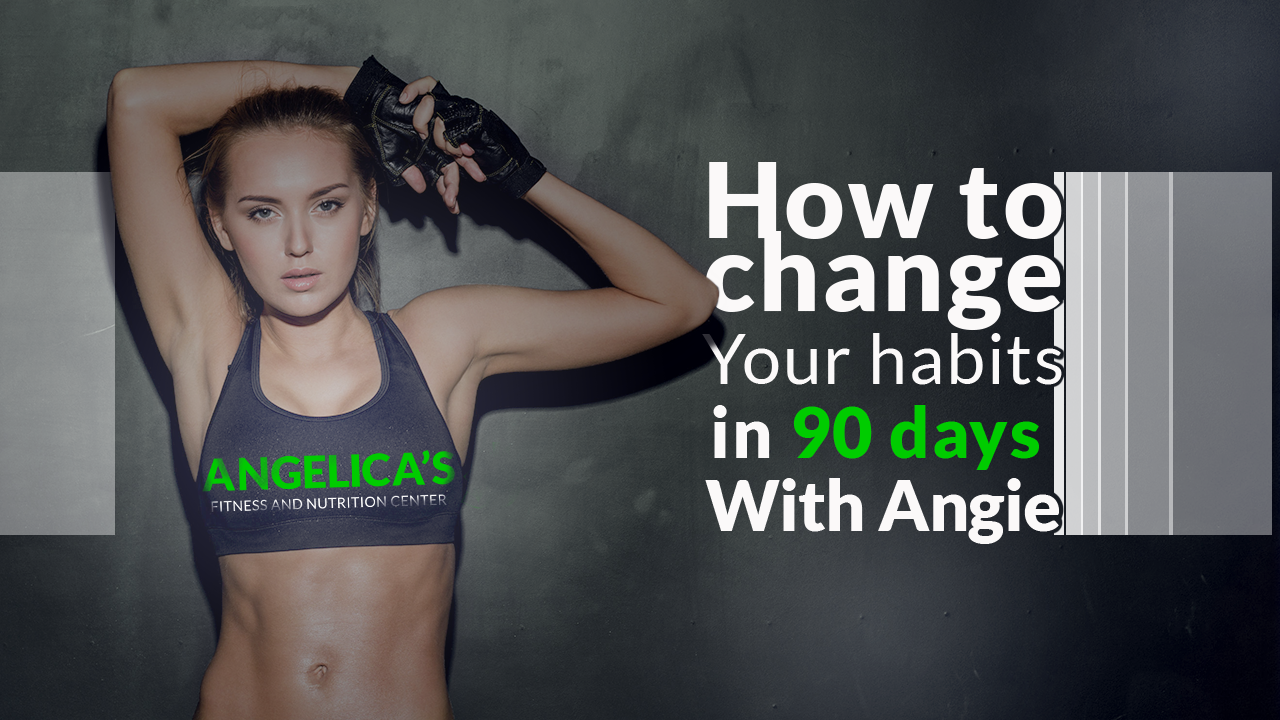 ANGELICA'S
FITNESS AND NUTRITION CENTER
How to
change
Your habits
in 90 days
With Angie